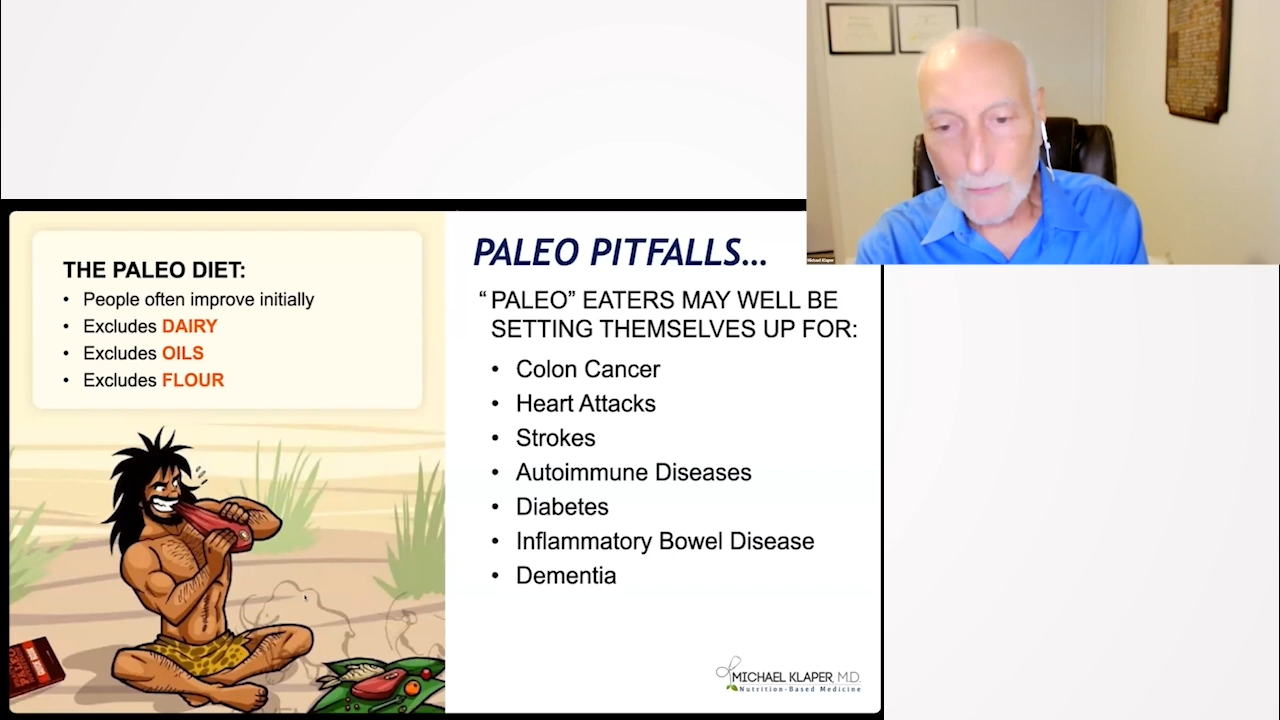 Michael Klaper
THE PALEO DIET:
• People often improve initially
• Excludes DAIRY
• Excludes OILS
• Excludes FLOUR
PALEO PITFALLS...
“PALEO” EATERS MAY WELL BE
SETTING THEMSELVES UP FOR:
• Colon Cancer
• Heart Attacks
• Strokes
• Autoimmune Diseases
• Diabetes
• Inflammatory Bowel Disease
• Dementia
MICHAEL KLAPER, M.D.
Nutrition-Based Medicine